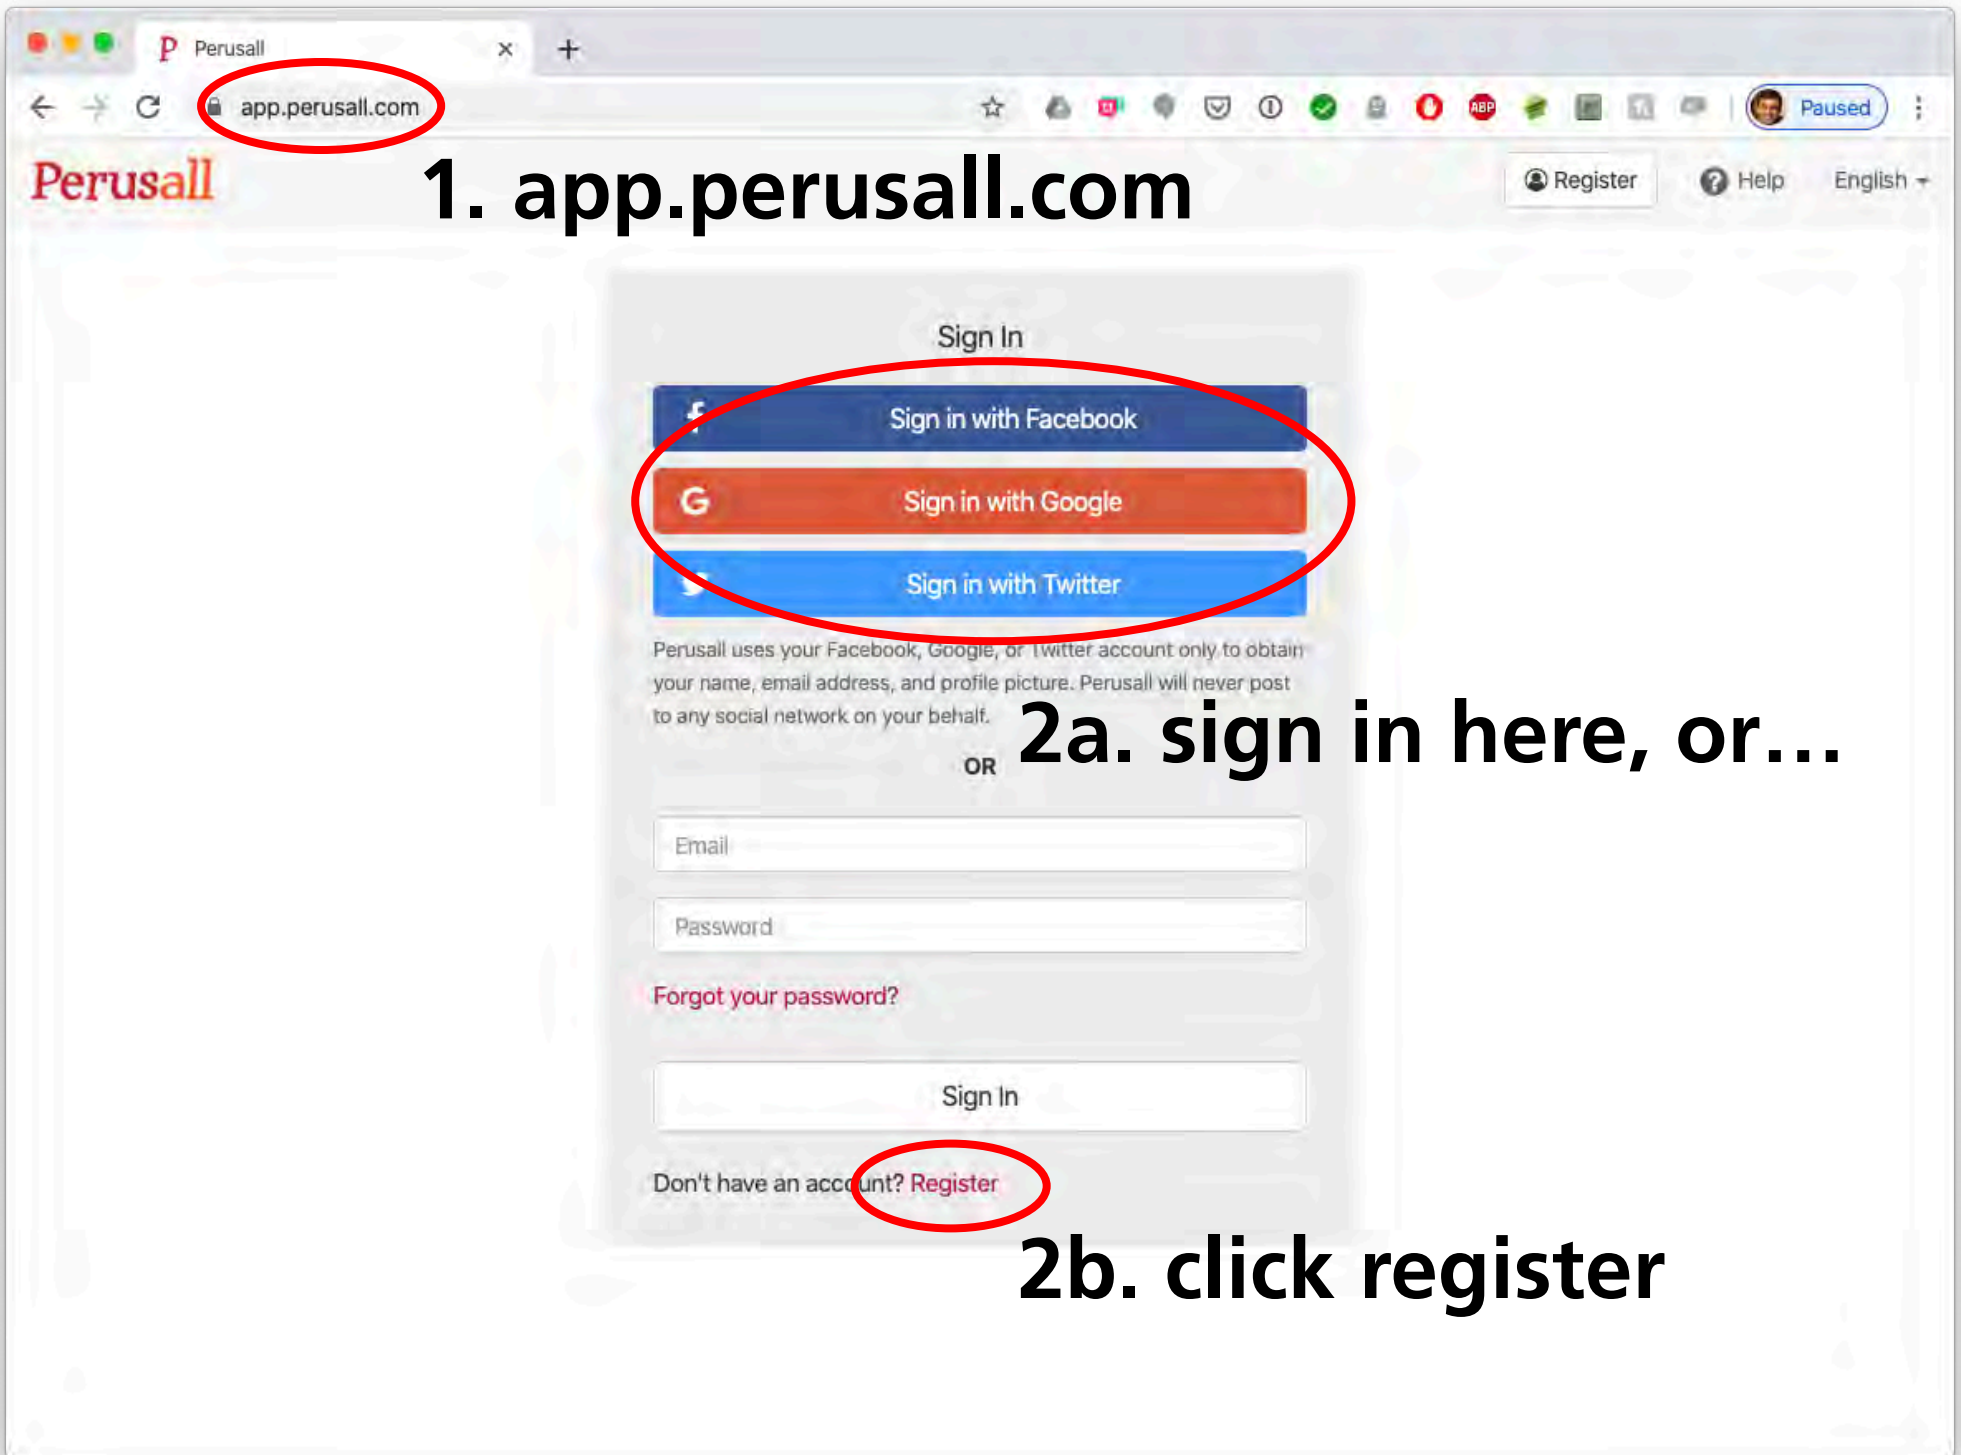 Perusall
app.perusall.com
ABP
Paused
Perusall
1. app.perusall.com
Register
Help
English
Sign In
Sign in with Facebook
Sign in with Google
Sign in with Twitter
Perusall uses your Facebook, Google, or Twitter account only to obtain
your name, email address, and profile picture. Perusall will never post
to any social network on your behalf.
2a. sign in here, or…
OR
Email
Password
Forgot your password?
Sign In
Don't have an account? Register
2b. click register